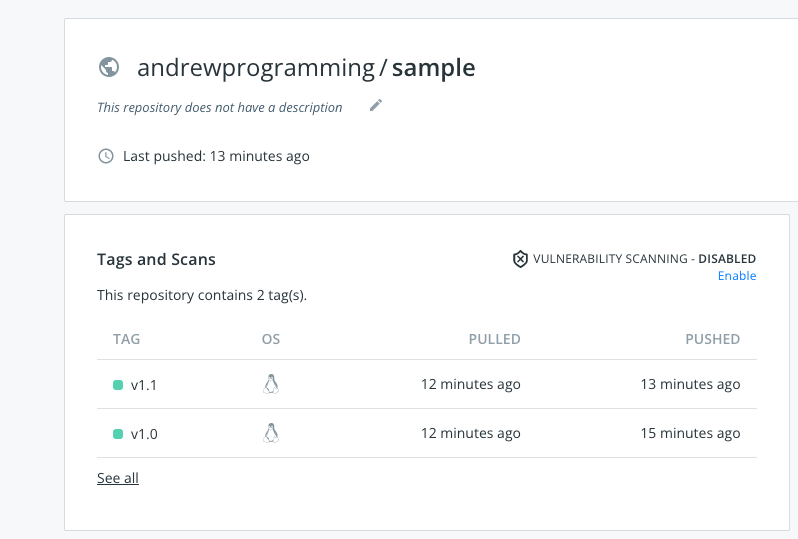 andrewprogramming / sample
This repository does not have a description
Last pushed: 13 minutes ago
Tags and Scans
VULNERABILITY SCANNING - DISABLED
Enable
This repository contains 2 tag(s).
TAG OS PULLED PUSHED
v1.1 12 minutes ago 13 minutes ago
v1.0 12 minutes ago 15 minutes ago
See all